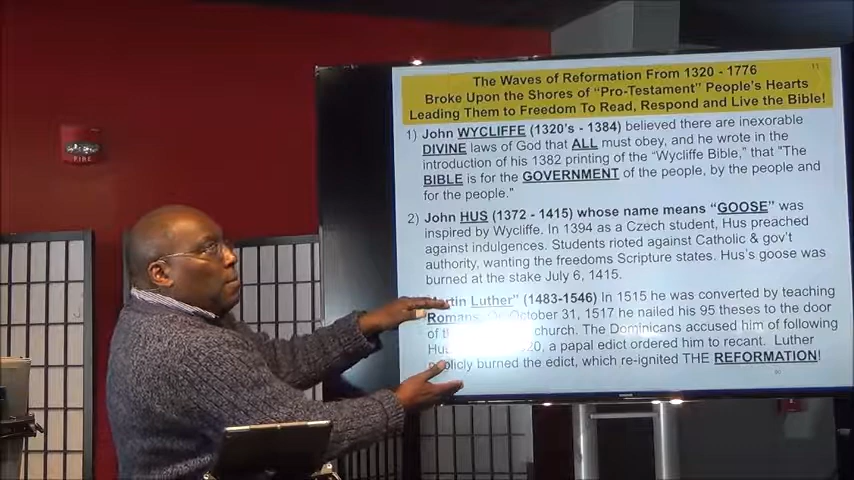 The Waves of Reformation From 1320 - 1776
Broke Upon the Shores of "Pro-Testament" People's Hearts
Leading Them to Freedom To Read, Respond and Live the Bible!
11
1) John WYCLIFFE (1320's - 1384) believed there are inexorable
DIVINE laws of God that ALL must obey, and he wrote in the
introduction of his 1382 printing of the "Wycliffe Bible," that "The
BIBLE is for the GOVERNMENT of the people, by the people and
for the people."
2) John HUS (1372 - 1415) whose name means "GOOSE" was
inspired by Wycliffe. In 1394 as a Czech student, Hus preached
against indulgences. Students rioted against Catholic & gov't
authority, wanting the freedoms Scripture states. Hus's goose was
burned at the stake July 6, 1415.
Luther" (1483-1546) In 1515 he was converted by teaching
Romans. October 31, 1517 he nailed his 95 theses to the door
of church. The Dominicans accused him of following
a papal edict ordered him to recant. Luther
burned the edict, which re-ignited THE REFORMATION!
FIRE